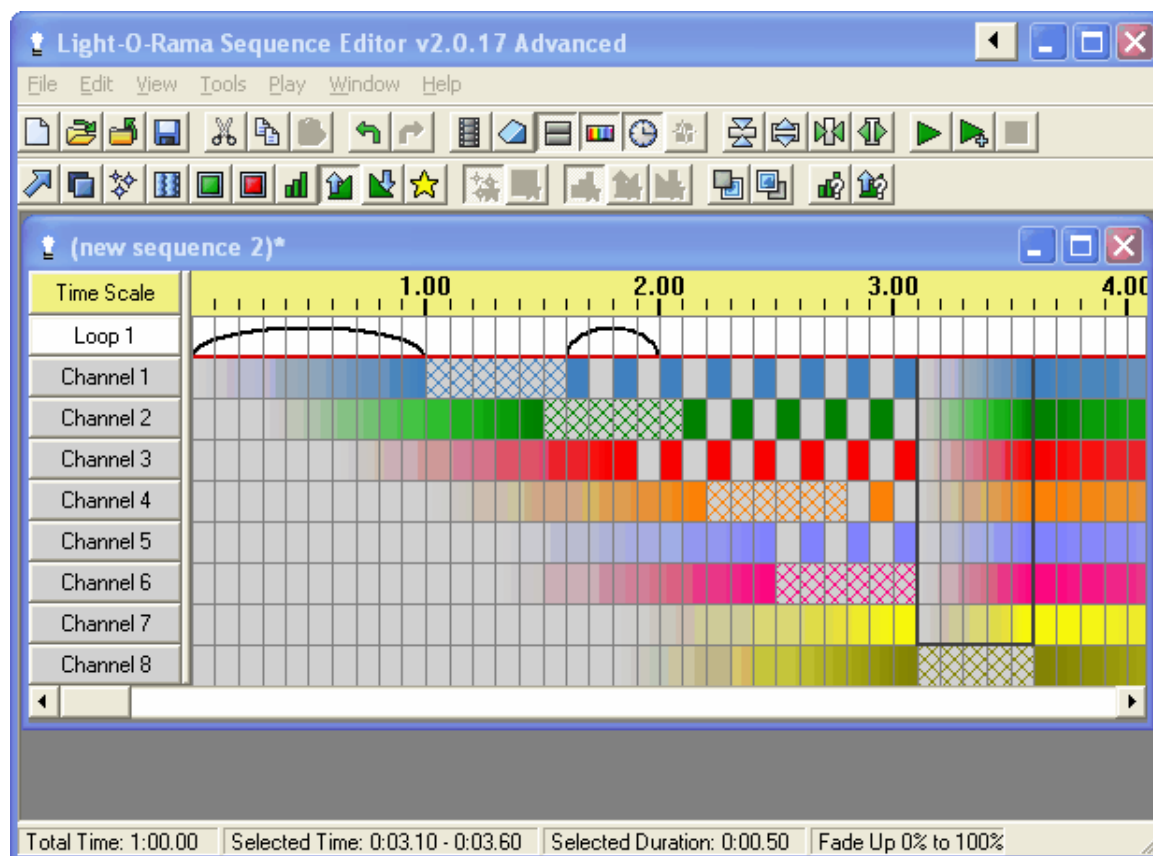 Light-O-Rama Sequence Editor v2.0.17 Advanced
File Edit View Tools Play Window Help
(new sequence 2)*
Time Scale 1.00 2.00 3.00 4.00
Loop 1
Channel 1
Channel 2
Channel 3
Channel 4
Channel 5
Channel 6
Channel 7
Channel 8
Total Time: 1:00.00 Selected Time: 0:03.10 - 0:03.60 Selected Duration: 0:00.50 Fade Up 0% to 100%